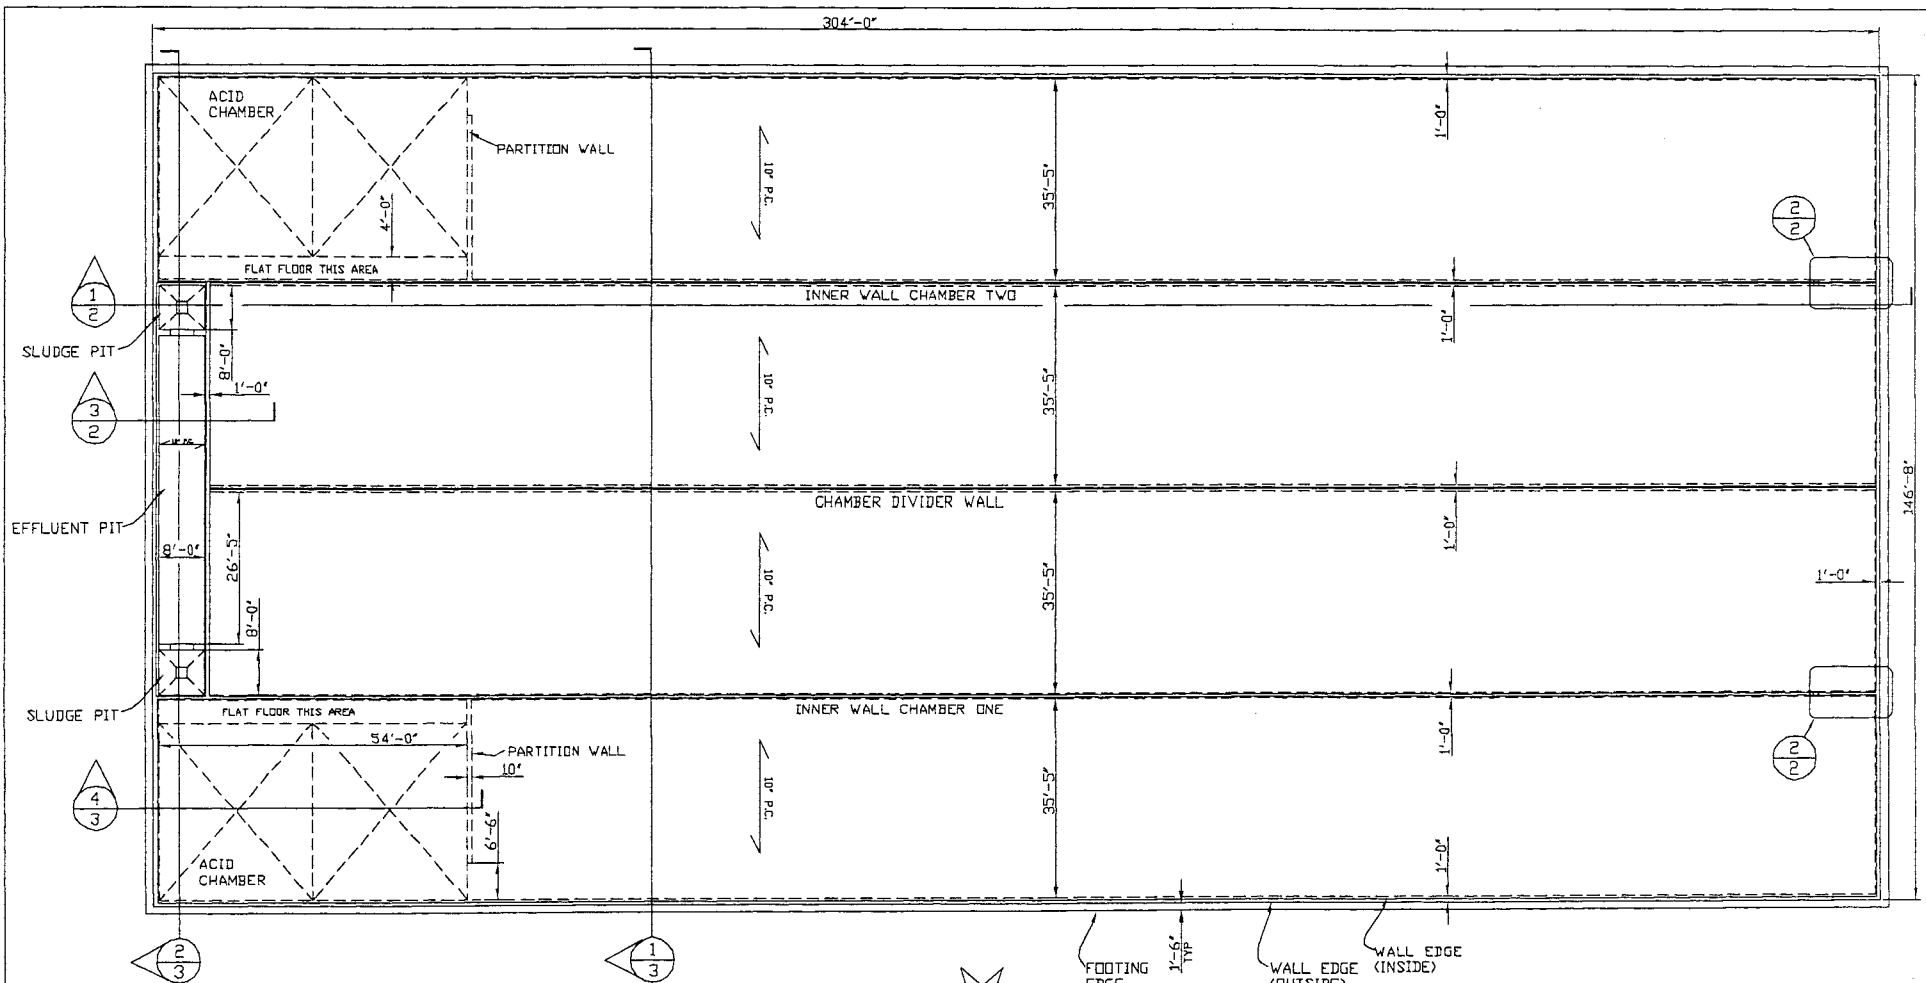 304'-0"
ACID
CHAMBER
PARTITION WALL
10" P.C.
35'-5"
1'-0"
4'-0"
2
2
FLAT FLOOR THIS AREA
1
2
INNER WALL CHAMBER TWO
SLUDGE PIT
8'-0"
1'-0"
10" P.C.
35'-5"
1'-0"
3
2
146'-8"
CHAMBER DIVIDER WALL
EFFLUENT PIT
8'-0"
26'-5"
8'-0"
10" P.C.
35'-5"
1'-0"
1'-0"
SLUDGE PIT
FLAT FLOOR THIS AREA
INNER WALL CHAMBER ONE
54'-0"
PARTITION WALL
10"
10" P.C.
35'-5"
1'-0"
2
2
4
3
6'-6"
ACID
CHAMBER
1'-0"
2
3
1
3
FOOTING
EDGE
1'-6"
TYP
WALL EDGE
(OUTSIDE)
WALL EDGE
(INSIDE)